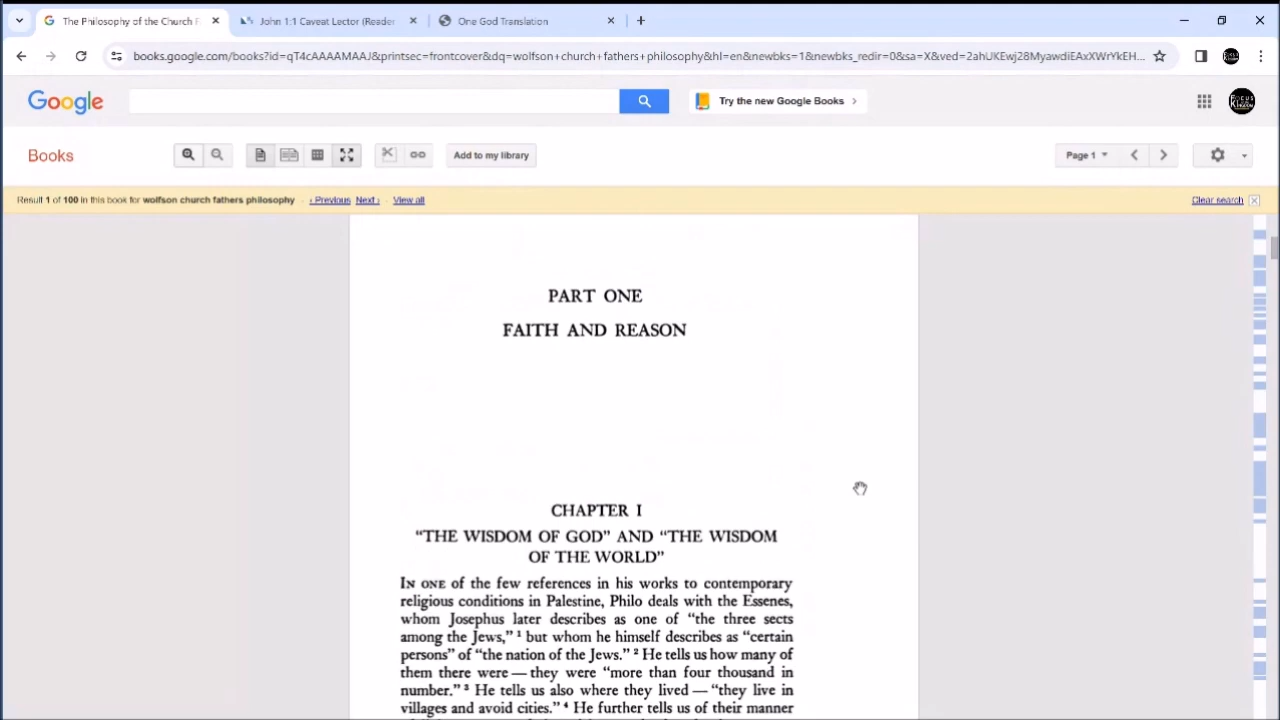 The Philosophy of the Church F
John 1:1 Caveat Lector (Reader
One God Translation
books.google.com/books?id=qT4cAAAAMAAJ&printsec=frontcover&dq=wolfson+church+fathers+philosophy&hl=en&newbks=1&newbks_redir=0&sa=X&ved=2ahUKEwj28MyawdiEAxXWrYkEH...
Google
Try the new Google Books
Books
Add to my library
Page 1
Result 1 of 100 in this book for wolfson church fathers philosophy - ‹ Previous Next › - View all
Clear search
PART ONE
FAITH AND REASON
CHAPTER I
"THE WISDOM OF GOD" AND "THE WISDOM
OF THE WORLD"
IN ONE of the few references in his works to contemporary
religious conditions in Palestine, Philo deals with the Essenes,
whom Josephus later describes as one of "the three sects
among the Jews," 1 but whom he himself describes as "certain
persons" of "the nation of the Jews." 2 He tells us how many of
them there were — they were "more than four thousand in
number." 3 He tells us also where they lived — "they live in
villages and avoid cities." 4 He further tells us of their manner